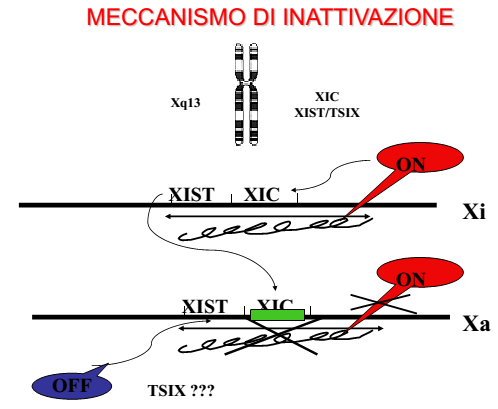 MECCANISMO DI INATTIVAZIONE
Xq13
XIC
XIST/TSIX
ON
XIST XIC
Xi
ON
XIST XIC
Xa
OFF
TSIX ???